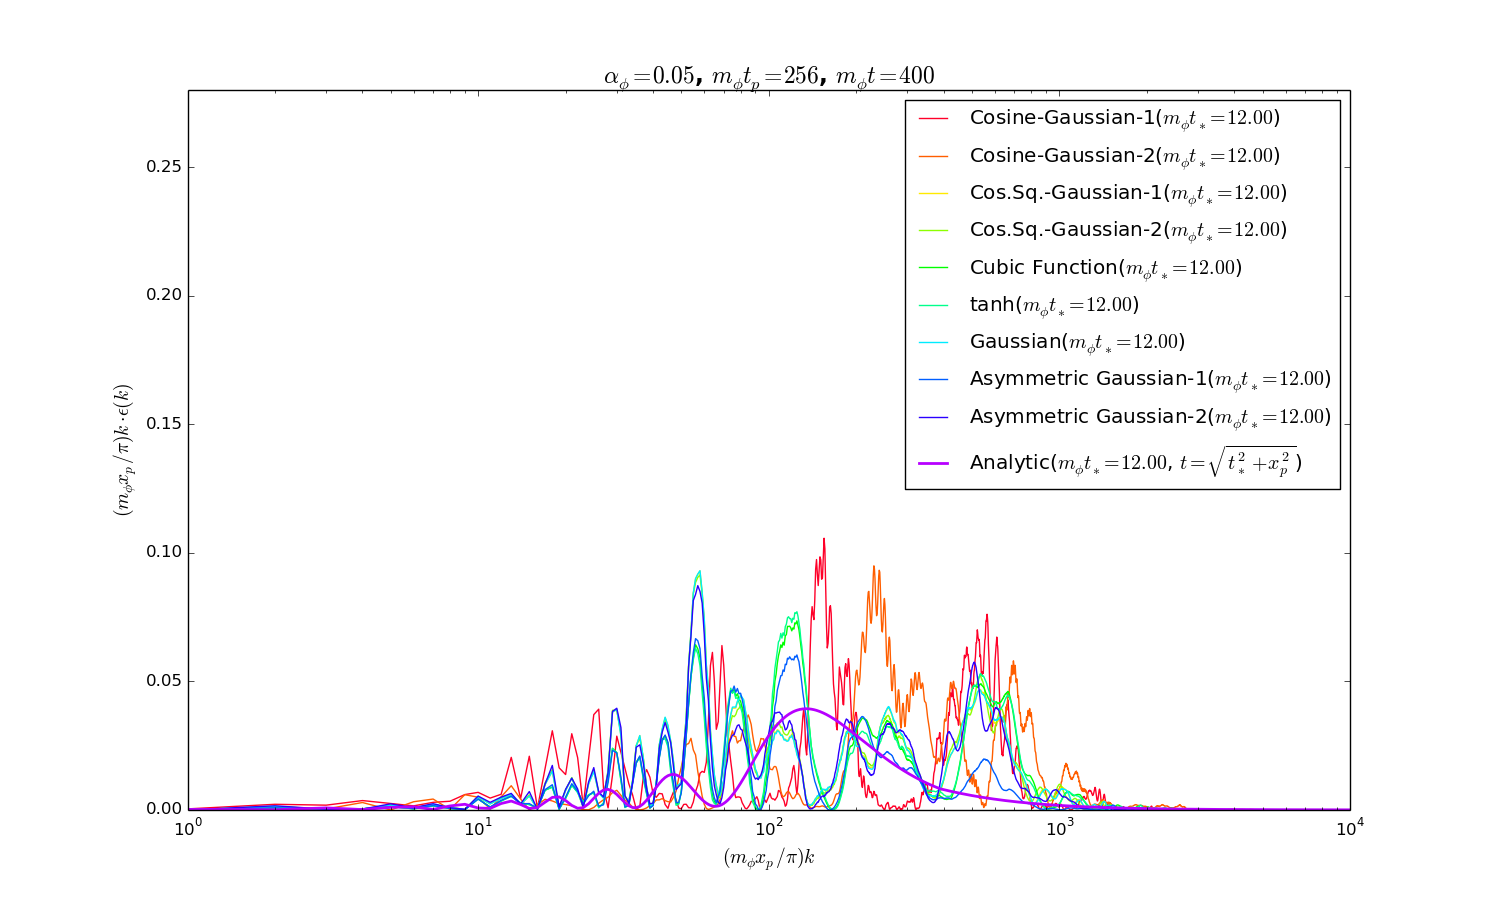 α_ϕ=0.05, m_ϕt_p=256, m_ϕt=400
Cosine-Gaussian-1(m_ϕt_*=12.00)
Cosine-Gaussian-2(m_ϕt_*=12.00)
Cos.Sq.-Gaussian-1(m_ϕt_*=12.00)
Cos.Sq.-Gaussian-2(m_ϕt_*=12.00)
Cubic Function(m_ϕt_*=12.00)
tanh(m_ϕt_*=12.00)
Gaussian(m_ϕt_*=12.00)
Asymmetric Gaussian-1(m_ϕt_*=12.00)
Asymmetric Gaussian-2(m_ϕt_*=12.00)
Analytic(m_ϕt_*=12.00, t=√(t_*^2+x_p^2))
0.25
0.20
0.15
0.10
0.05
0.00
(m_ϕx_p/π)k·ϵ(k)
10^0 10^1 10^2 10^3 10^4
(m_ϕx_p/π)k